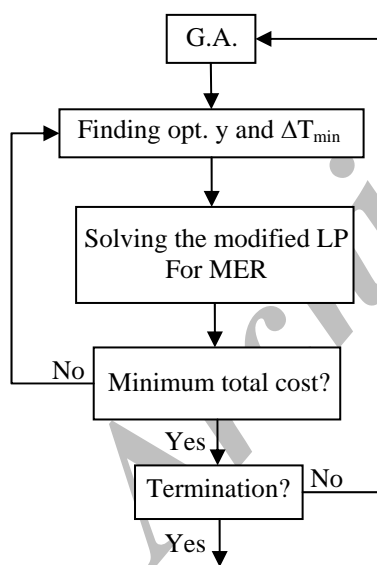 G.A.
Finding opt. y and ΔTmin
Solving the modified LP
For MER
No
Minimum total cost?
Yes
Termination?
No
Yes